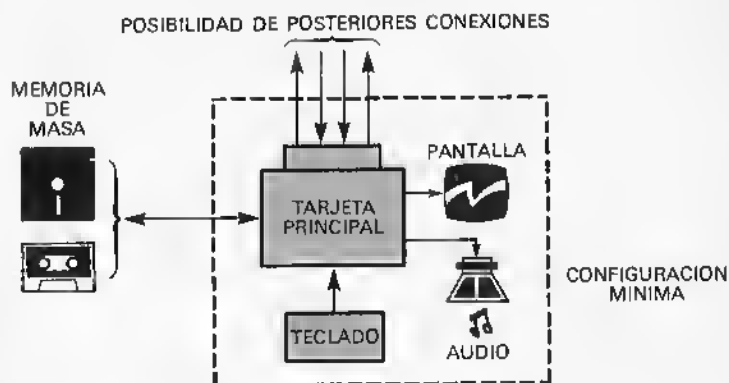 POSIBILIDAD DE POSTERIORES CONEXIONES
MEMORIA
DE
MASA
PANTALLA
TARJETA
PRINCIPAL
CONFIGURACION
MINIMA
TECLADO
AUDIO